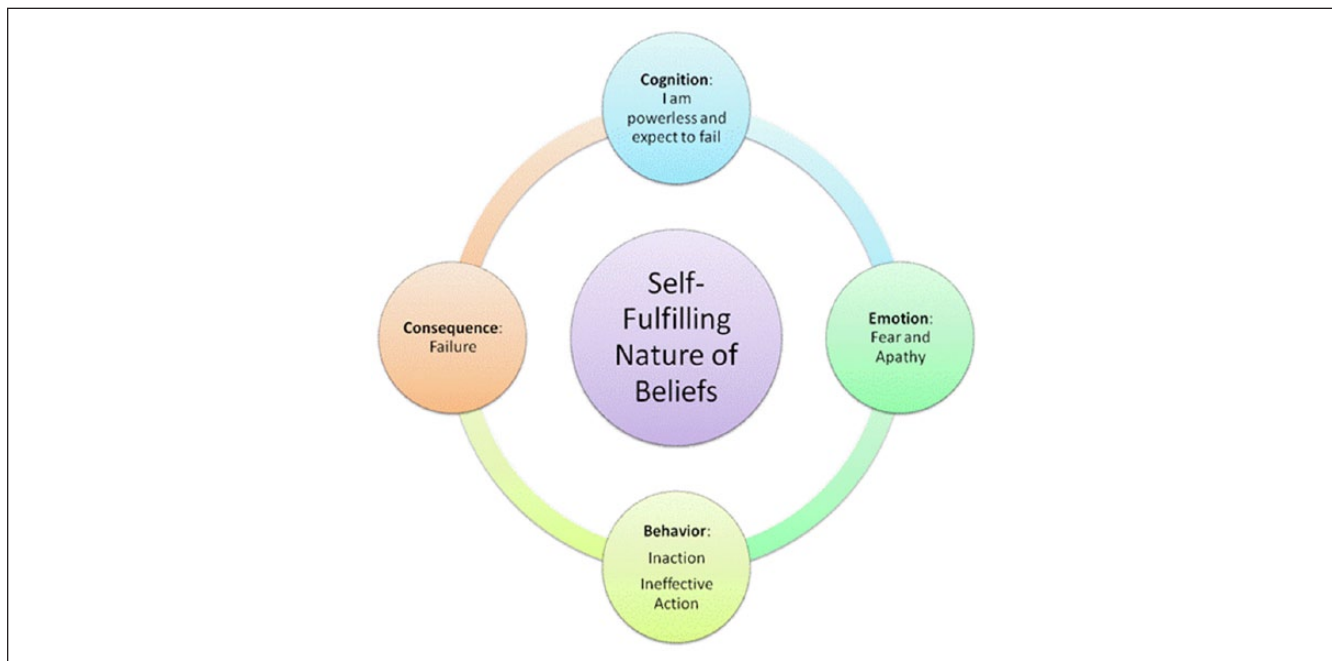 Cognition:
I am
powerless and
expect to fail
Self-
Fulfilling
Nature of
Beliefs
Emotion:
Fear and
Apathy
Behavior:
Inaction
Ineffective
Action
Consequence:
Failure